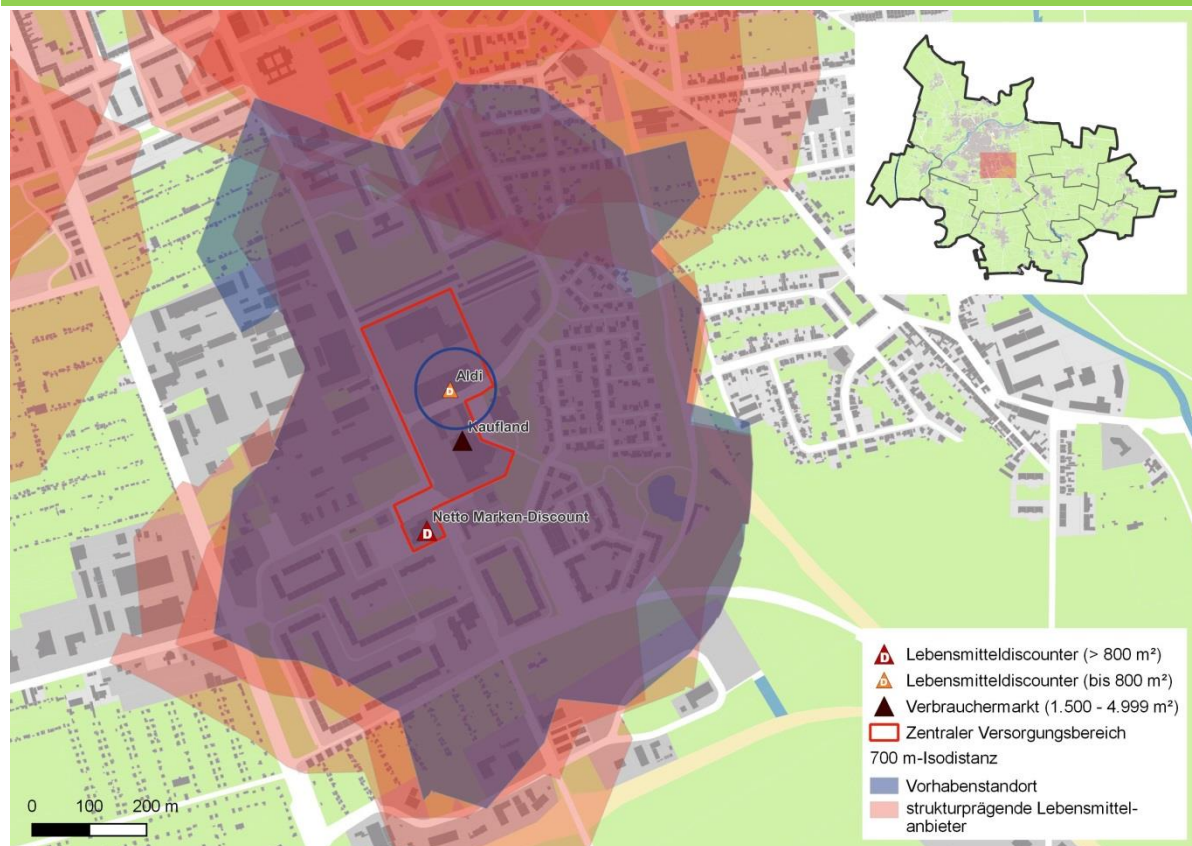 Aldi
D
Kaufland
Netto Marken-Discount
D
0 100 200 m
D Lebensmitteldiscounter (> 800 m²)
D Lebensmitteldiscounter (bis 800 m²)
Verbrauchermarkt (1.500 - 4.999 m²)
Zentraler Versorgungsbereich
700 m-Isodistanz
Vorhabenstandort
strukturprägende Lebensmittel-
anbieter